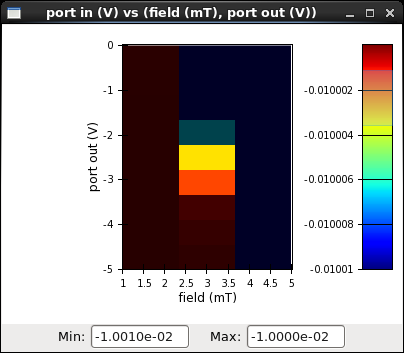 port in (V) vs (field (mT), port out (V))
0
-1
-2
-3
-4
-5
port out (V)
1 1.5 2 2.5 3 3.5 4 4.5 5
field (mT)
-0.010002
-0.010004
-0.010006
-0.010008
-0.01001
Min: -1.0010e-02 Max: -1.0000e-02